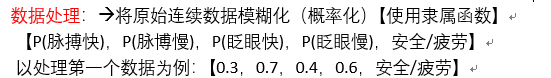 数据处理：→将原始连续数据模糊化（概率化）【使用隶属函数】
【P(脉搏快)，P(脉博慢)，P(眨眼快)，P(眨眼慢)，安全/疲劳】
以处理第一个数据为例：【0.3，0.7，0.4，0.6，安全/疲劳】